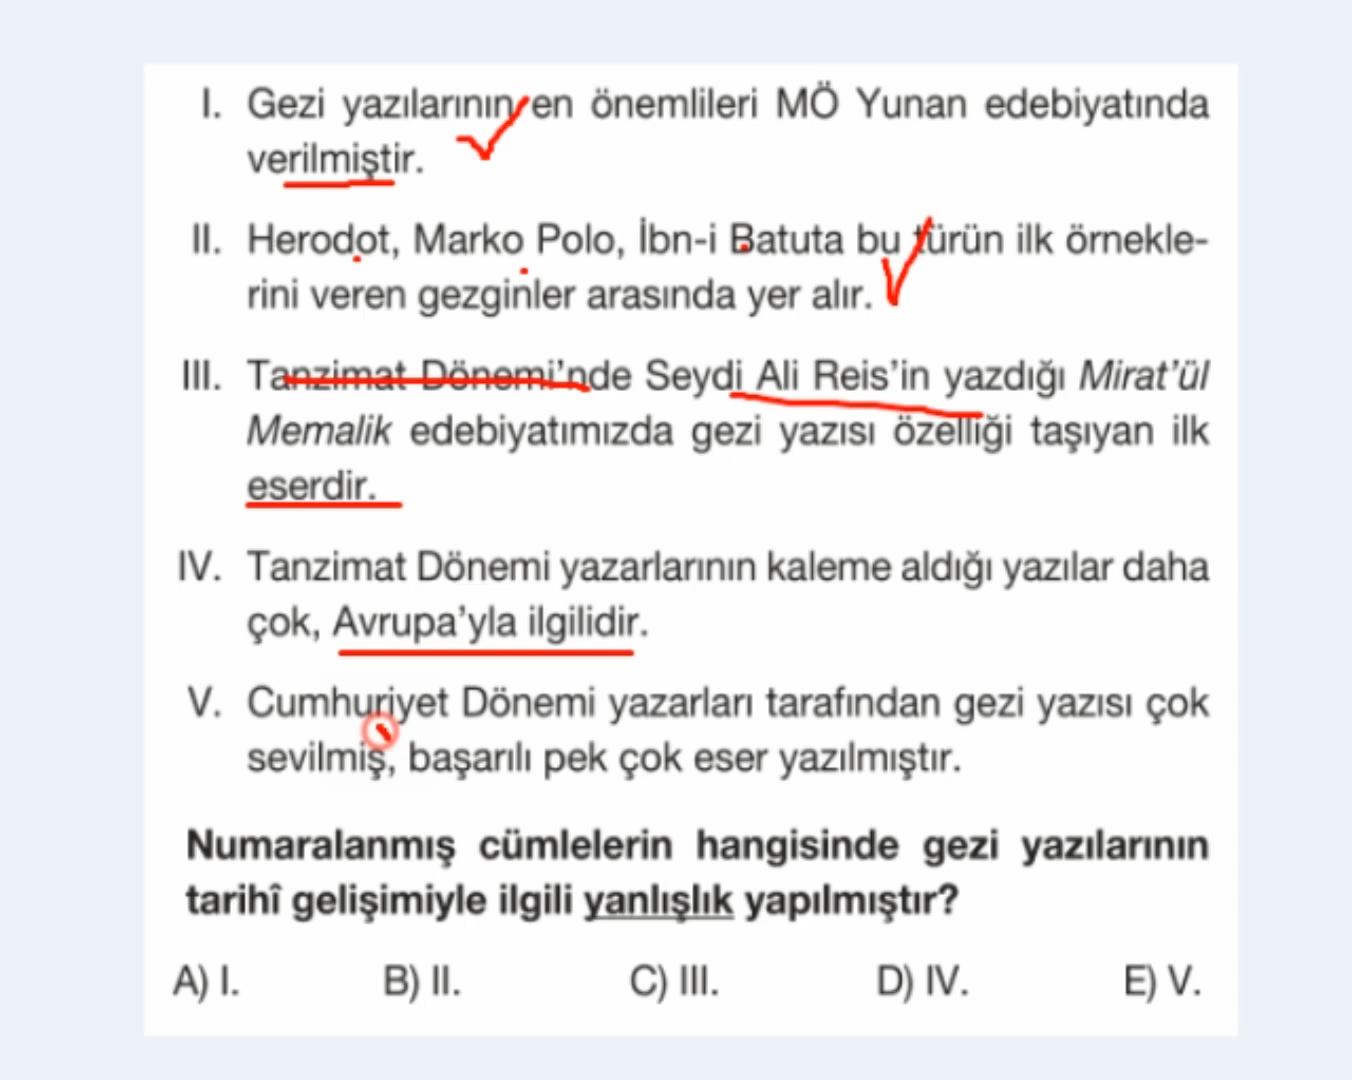 I. Gezi yazılarının en önemlileri MÖ Yunan edebiyatında
verilmiştir.
II. Herodot, Marko Polo, İbn-i Batuta bu türün ilk örnekle-
rini veren gezginler arasında yer alır.
III. Tanzimat Dönemi'nde Seydi Ali Reis'in yazdığı Mirat'ül
Memalik edebiyatımızda gezi yazısı özelliği taşıyan ilk
eserdir.
IV. Tanzimat Dönemi yazarlarının kaleme aldığı yazılar daha
çok, Avrupa'yla ilgilidir.
V. Cumhuriyet Dönemi yazarları tarafından gezi yazısı çok
sevilmiş, başarılı pek çok eser yazılmıştır.
Numaralanmış cümlelerin hangisinde gezi yazılarının
tarihî gelişimiyle ilgili yanlışlık yapılmıştır?
A) I. B) II. C) III. D) IV. E) V.